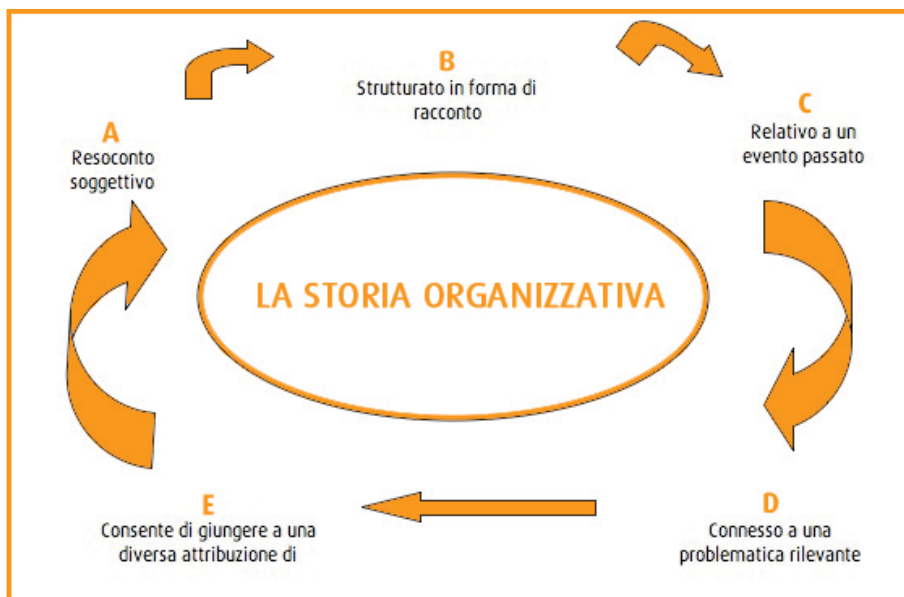 A
Resoconto
soggettivo
B
Strutturato in forma di
racconto
C
Relativo a un
evento passato
LA STORIA ORGANIZZATIVA
D
Connesso a una
problematica rilevante
E
Consente di giungere a una
diversa attribuzione di